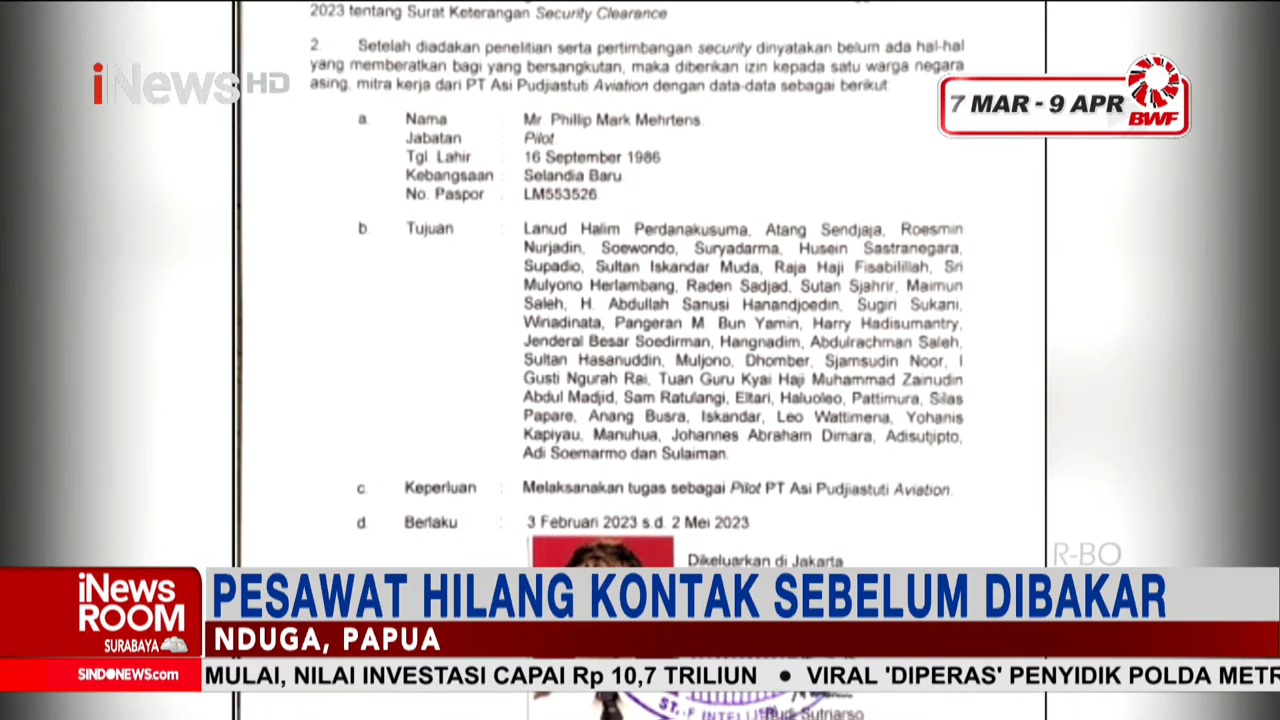 2023 tentang Surat Keterangan Security Clearance
2. Setelah diadakan penelitian serta pertimbangan security dinyatakan belum ada hal-hal
yang memberatkan bagi yang bersangkutan, maka diberikan izin kepada satu warga negara
asing, mitra kerja dari PT Asi Pudjiastuti Aviation dengan data-data sebagai berikut:
iNews HD
7 MAR - 9 APR
BWF
a. Nama : Mr. Phillip Mark Mehrtens.
Jabatan : Pilot.
Tgl. Lahir : 16 September 1986
Kebangsaan : Selandia Baru.
No. Paspor : LM553526.
b. Tujuan : Lanud Halim Perdanakusuma, Atang Sendjaja, Roesmin
Nurjadin, Soewondo, Suryadarma, Husein Sastranegara,
Supadio, Sultan Iskandar Muda, Raja Haji Fisabilillah, Sri
Mulyono Herlambang, Raden Sadjad, Sutan Sjahrir, Maimun
Saleh, H. Abdullah Sanusi Hanandjoedin, Sugiri Sukani,
Wiriadinata, Pangeran M. Bun Yamin, Harry Hadisumantry,
Jenderal Besar Soedirman, Hangnadim, Abdulrachman Saleh,
Sultan Hasanuddin, Muljono, Dhomber, Sjamsudin Noor, I
Gusti Ngurah Rai, Tuan Guru Kyai Haji Muhammad Zainudin
Abdul Madjid, Sam Ratulangi, Eltari, Haluoleo, Pattimura, Silas
Papare, Anang Busra, Iskandar, Leo Wattimena, Yohanis
Kapiyau, Manuhua, Johannes Abraham Dimara, Adisutjipto,
Adi Soemarmo dan Sulaiman.
c. Keperluan : Melaksanakan tugas sebagai Pilot PT Asi Pudjiastuti Aviation.
d. Berlaku : 3 Februari 2023 s.d. 2 Mei 2023
Dikeluarkan di Jakarta
R-BO
iNews
ROOM
SURABAYA
PESAWAT HILANG KONTAK SEBELUM DIBAKAR
NDUGA, PAPUA
SINDONEWS.com
MULAI, NILAI INVESTASI CAPAI Rp 10,7 TRILIUN • VIRAL 'DIPERAS' PENYIDIK POLDA METR